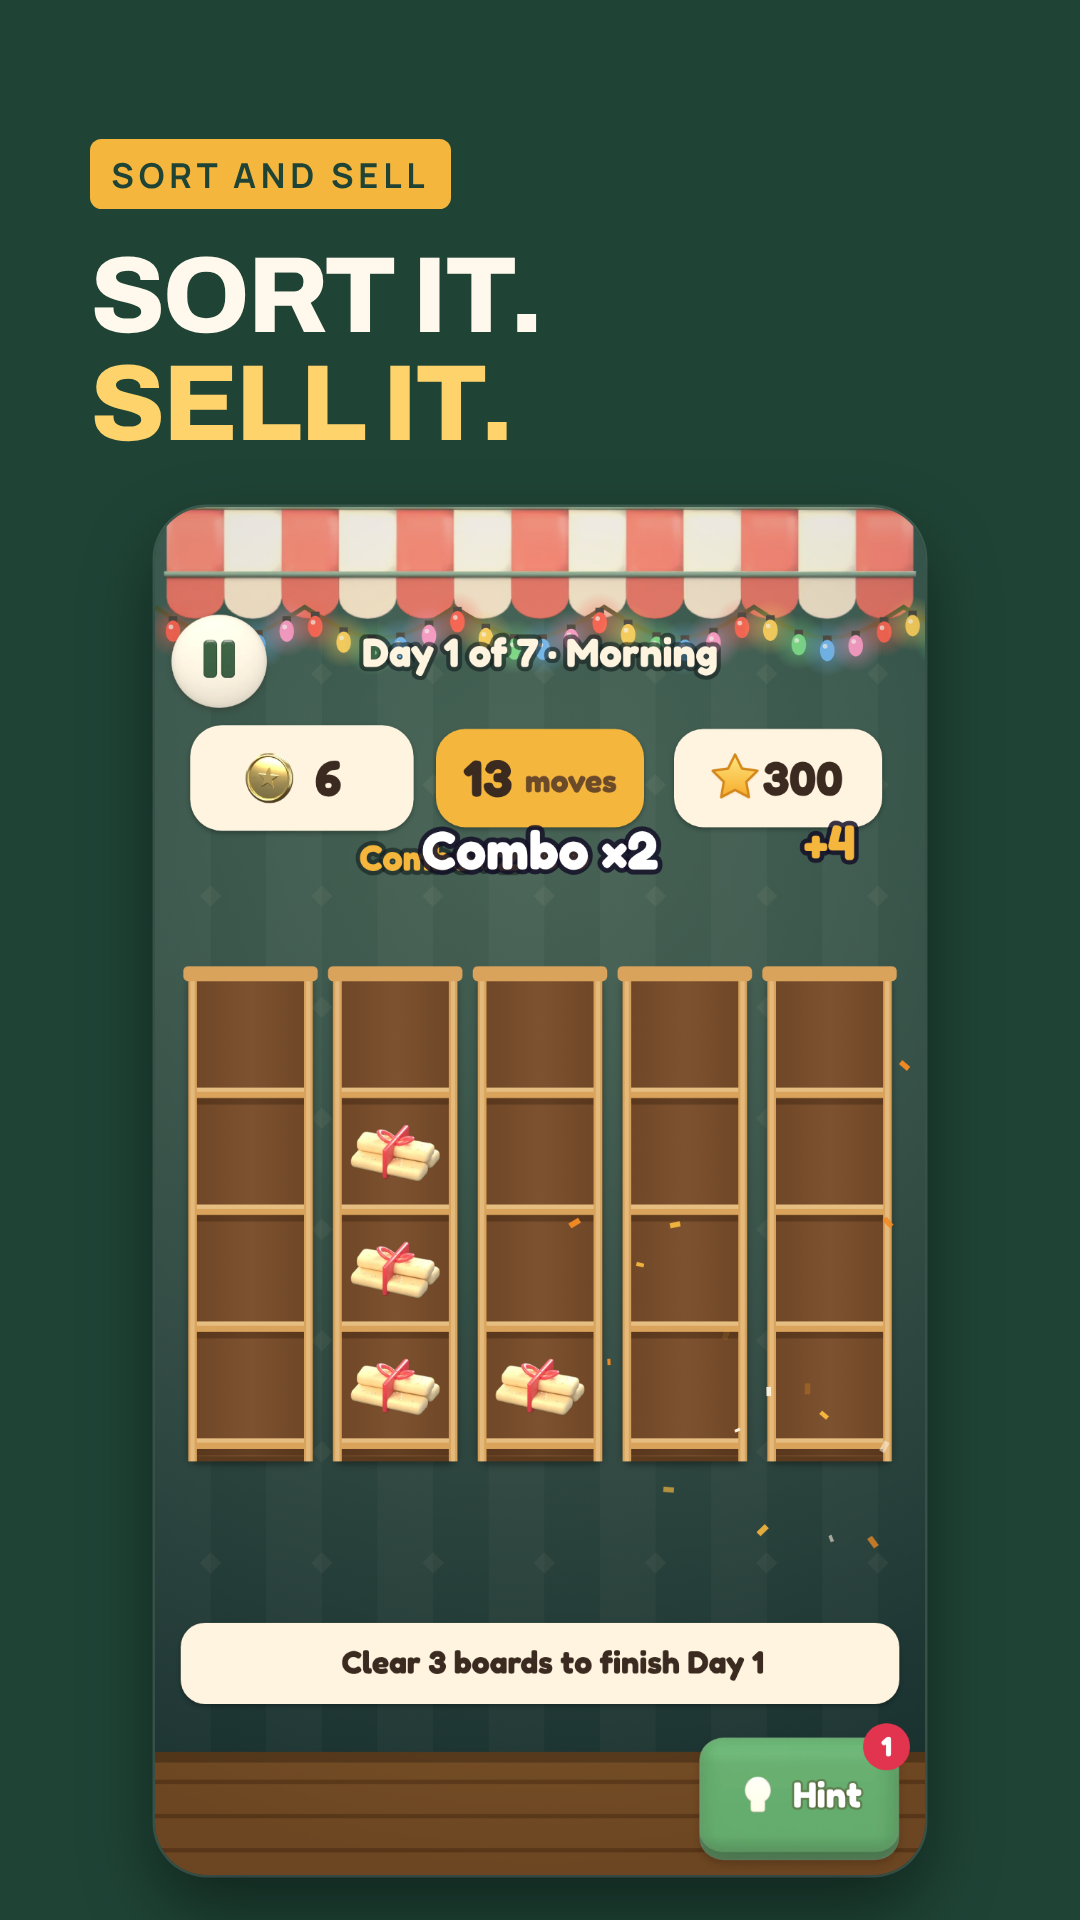 SORT AND SELL
SORT IT.
SELL IT.
Day 1 of 7 · Morning
6
13 moves
300
Combo x2
+4
Clear 3 boards to finish Day 1
1
Hint